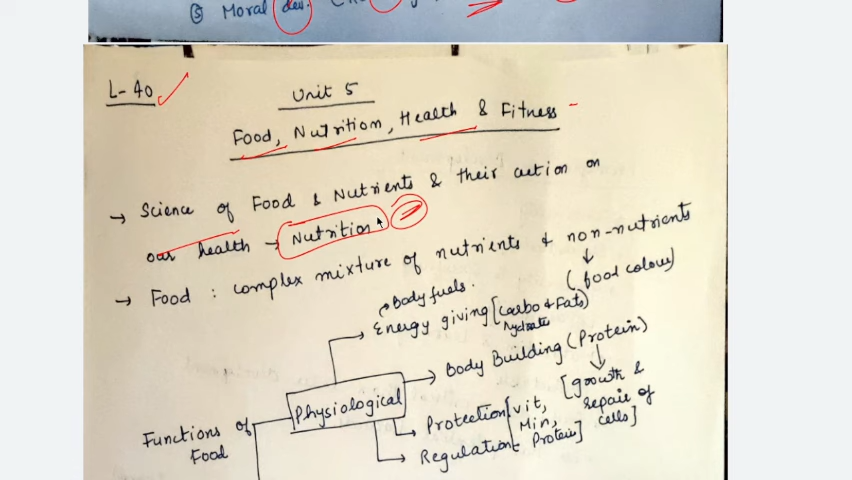 ⑤ Moral dev.
L-40
Unit 5
Food, Nutrition, Health & Fitness
→ Science of Food & Nutrients & their action on
our health → Nutrition
→ Food : complex mixture of nutrients & non-nutrients
(food colour)
Body fuels.
Energy giving [Carbo + Fats)
hydrate
Body Building (Protein)
[growth &
repair of
cells]
Physiological
Protection [vit,
Min,
Protein]
Regulation
Functions of
Food